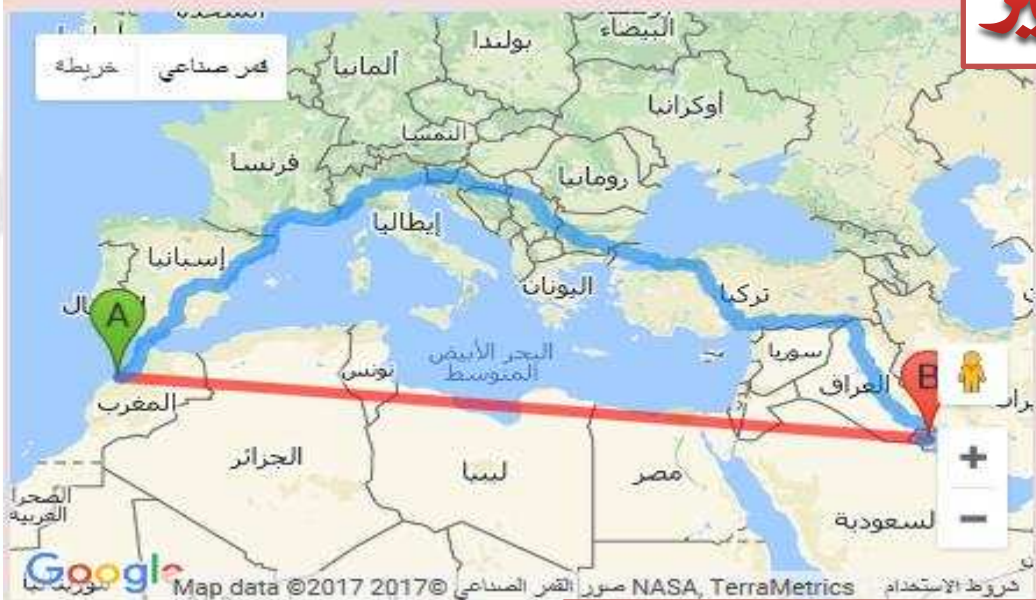 البيضاء
بولندا
قمر صناعي
خريطة
ألمانيا
أوكرانيا
النمسا
فرنسا
رومانيا
إيطاليا
إسبانيا
اليونان
تركيا
A
البحر الأبيض
المتوسط
تونس
سوريا
العراق
B
المغرب
الجزائر
ليبيا
مصر
السعودية
الصحرا
الغربية
+
−
Google
Map data ©2017 صور القمر الصناعي ©2017 NASA, TerraMetrics
شروط الاستخدام